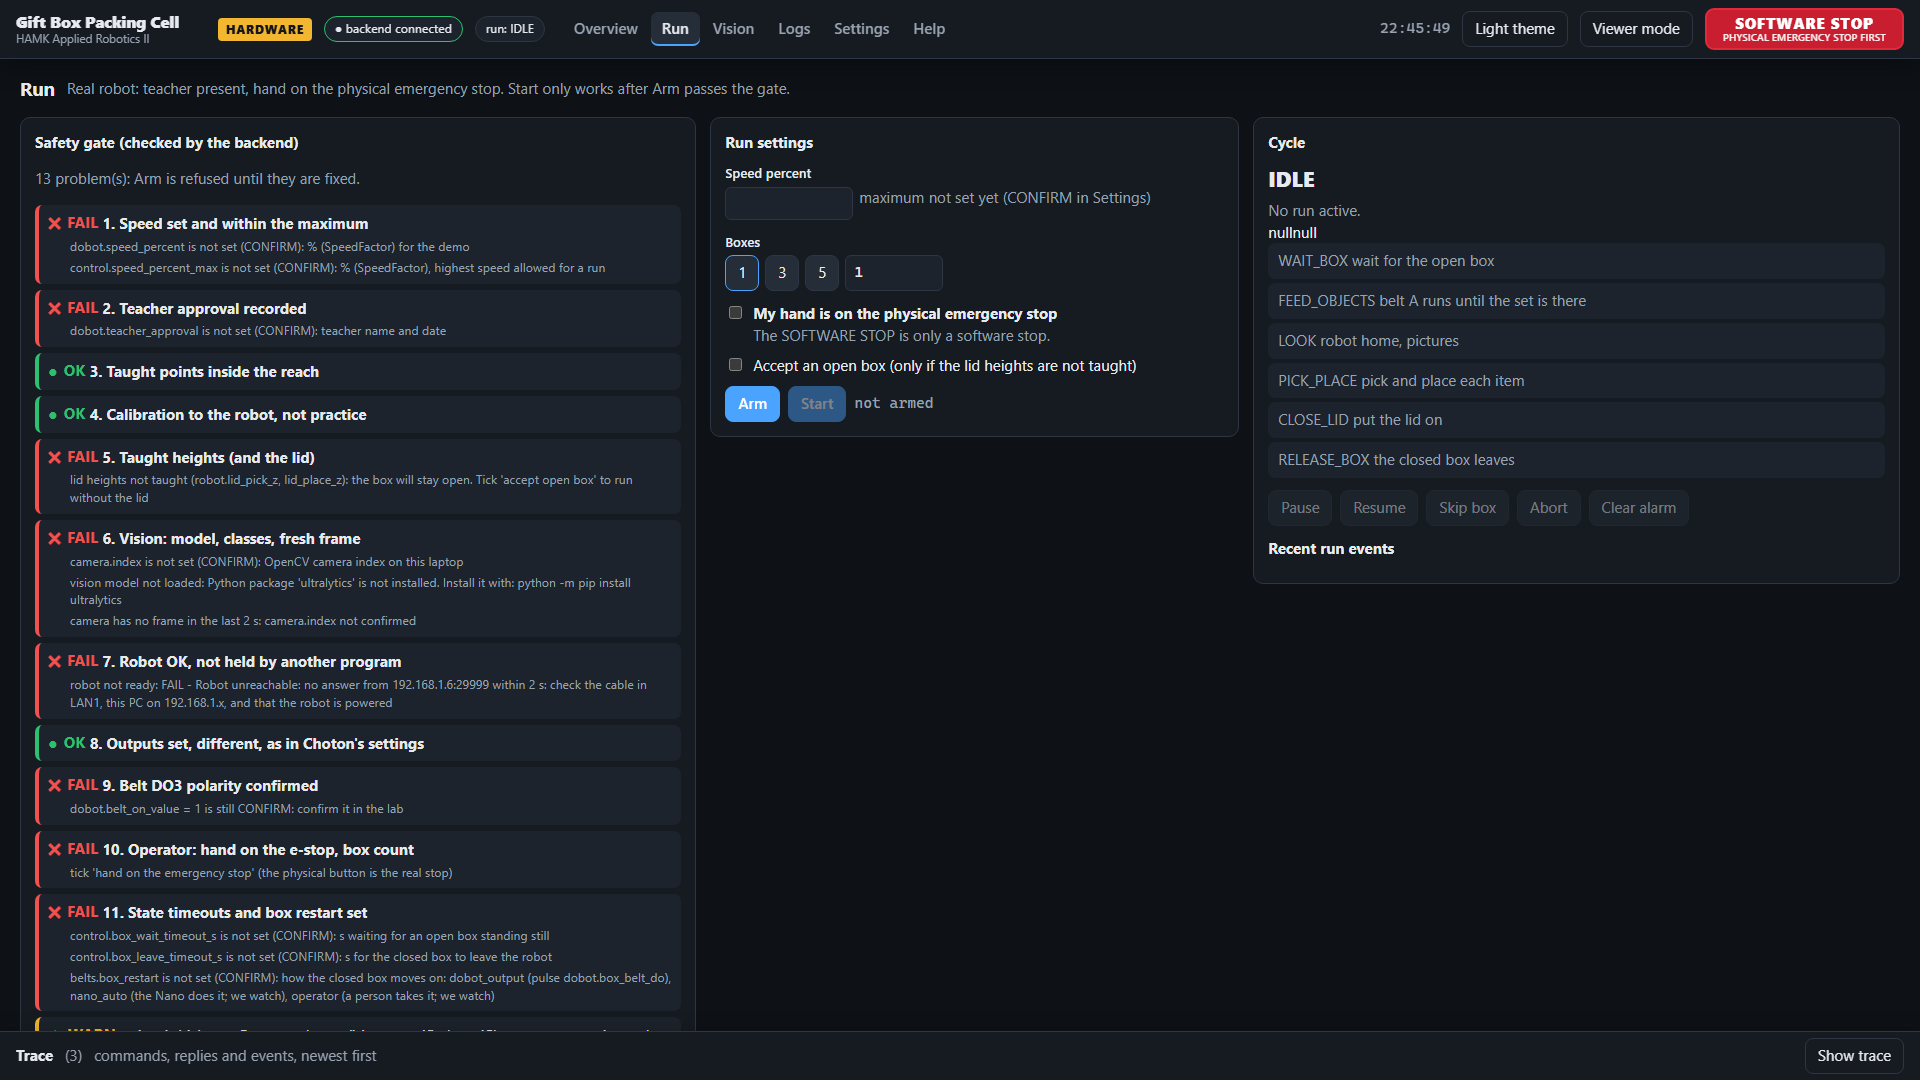 Gift Box Packing Cell
HAMK Applied Robotics II
HARDWARE
backend connected
run: IDLE
Overview
Run
Vision
Logs
Settings
Help
22:45:49
Light theme
Viewer mode
SOFTWARE STOP
PHYSICAL EMERGENCY STOP FIRST
Run
Real robot: teacher present, hand on the physical emergency stop. Start only works after Arm passes the gate.
Safety gate (checked by the backend)
13 problem(s): Arm is refused until they are fixed.
FAIL 1. Speed set and within the maximum
dobot.speed_percent is not set (CONFIRM): % (SpeedFactor) for the demo
control.speed_percent_max is not set (CONFIRM): % (SpeedFactor), highest speed allowed for a run
FAIL 2. Teacher approval recorded
dobot.teacher_approval is not set (CONFIRM): teacher name and date
OK 3. Taught points inside the reach
OK 4. Calibration to the robot, not practice
FAIL 5. Taught heights (and the lid)
lid heights not taught (robot.lid_pick_z, lid_place_z): the box will stay open. Tick 'accept open box' to run
without the lid
FAIL 6. Vision: model, classes, fresh frame
camera.index is not set (CONFIRM): OpenCV camera index on this laptop
vision model not loaded: Python package 'ultralytics' is not installed. Install it with: python -m pip install
ultralytics
camera has no frame in the last 2 s: camera.index not confirmed
FAIL 7. Robot OK, not held by another program
robot not ready: FAIL - Robot unreachable: no answer from 192.168.1.6:29999 within 2 s: check the cable in
LAN1, this PC on 192.168.1.x, and that the robot is powered
OK 8. Outputs set, different, as in Choton's settings
FAIL 9. Belt DO3 polarity confirmed
dobot.belt_on_value = 1 is still CONFIRM: confirm it in the lab
FAIL 10. Operator: hand on the e-stop, box count
tick 'hand on the emergency stop' (the physical button is the real stop)
FAIL 11. State timeouts and box restart set
control.box_wait_timeout_s is not set (CONFIRM): s waiting for an open box standing still
control.box_leave_timeout_s is not set (CONFIRM): s for the closed box to leave the robot
belts.box_restart is not set (CONFIRM): how the closed box moves on: dobot_output (pulse dobot.box_belt_do),
nano_auto (the Nano does it; we watch), operator (a person takes it; we watch)
Run settings
Speed percent
maximum not set yet (CONFIRM in Settings)
Boxes
1
3
5
1
My hand is on the physical emergency stop
The SOFTWARE STOP is only a software stop.
Accept an open box (only if the lid heights are not taught)
Arm
Start
not armed
Cycle
IDLE
No run active.
nullnull
WAIT_BOX wait for the open box
FEED_OBJECTS belt A runs until the set is there
LOOK robot home, pictures
PICK_PLACE pick and place each item
CLOSE_LID put the lid on
RELEASE_BOX the closed box leaves
Pause
Resume
Skip box
Abort
Clear alarm
Recent run events
Trace (3) commands, replies and events, newest first
Show trace